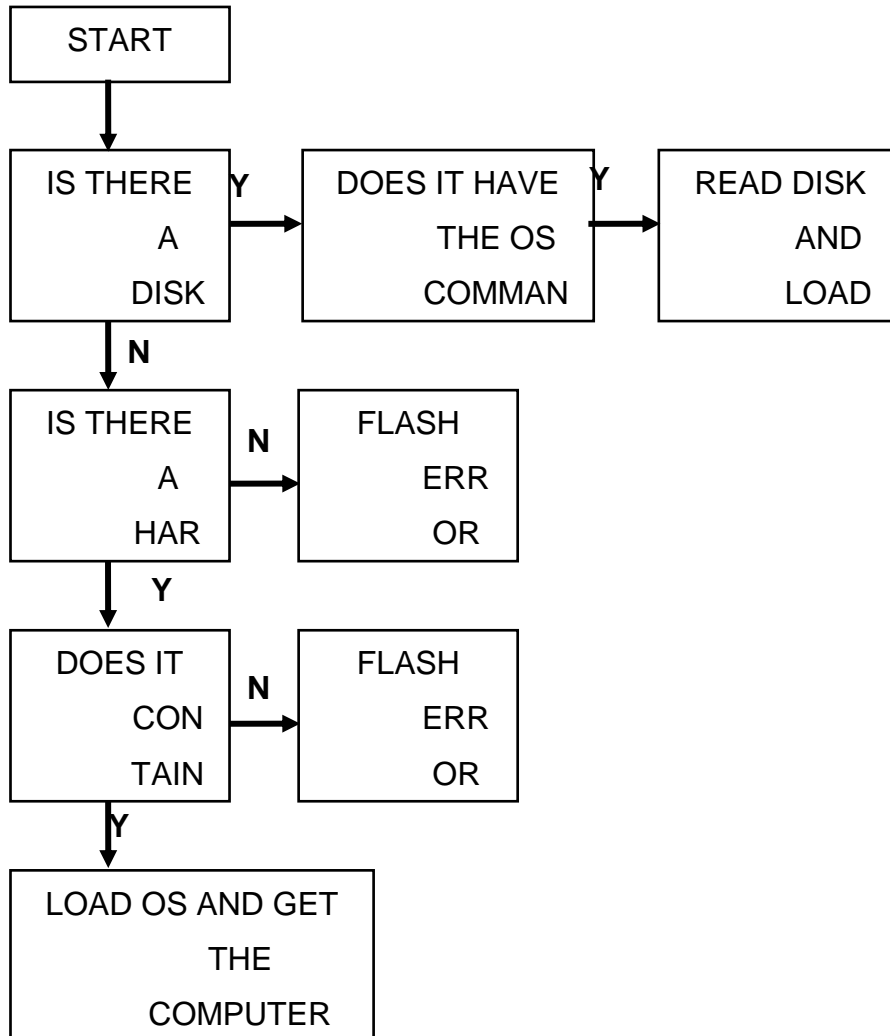 START
IS THERE
A
DISK
Y
DOES IT HAVE
THE OS
COMMAN
Y
READ DISK
AND
LOAD
N
IS THERE
A
HAR
N
FLASH
ERR
OR
Y
DOES IT
CON
TAIN
N
FLASH
ERR
OR
Y
LOAD OS AND GET
THE
COMPUTER